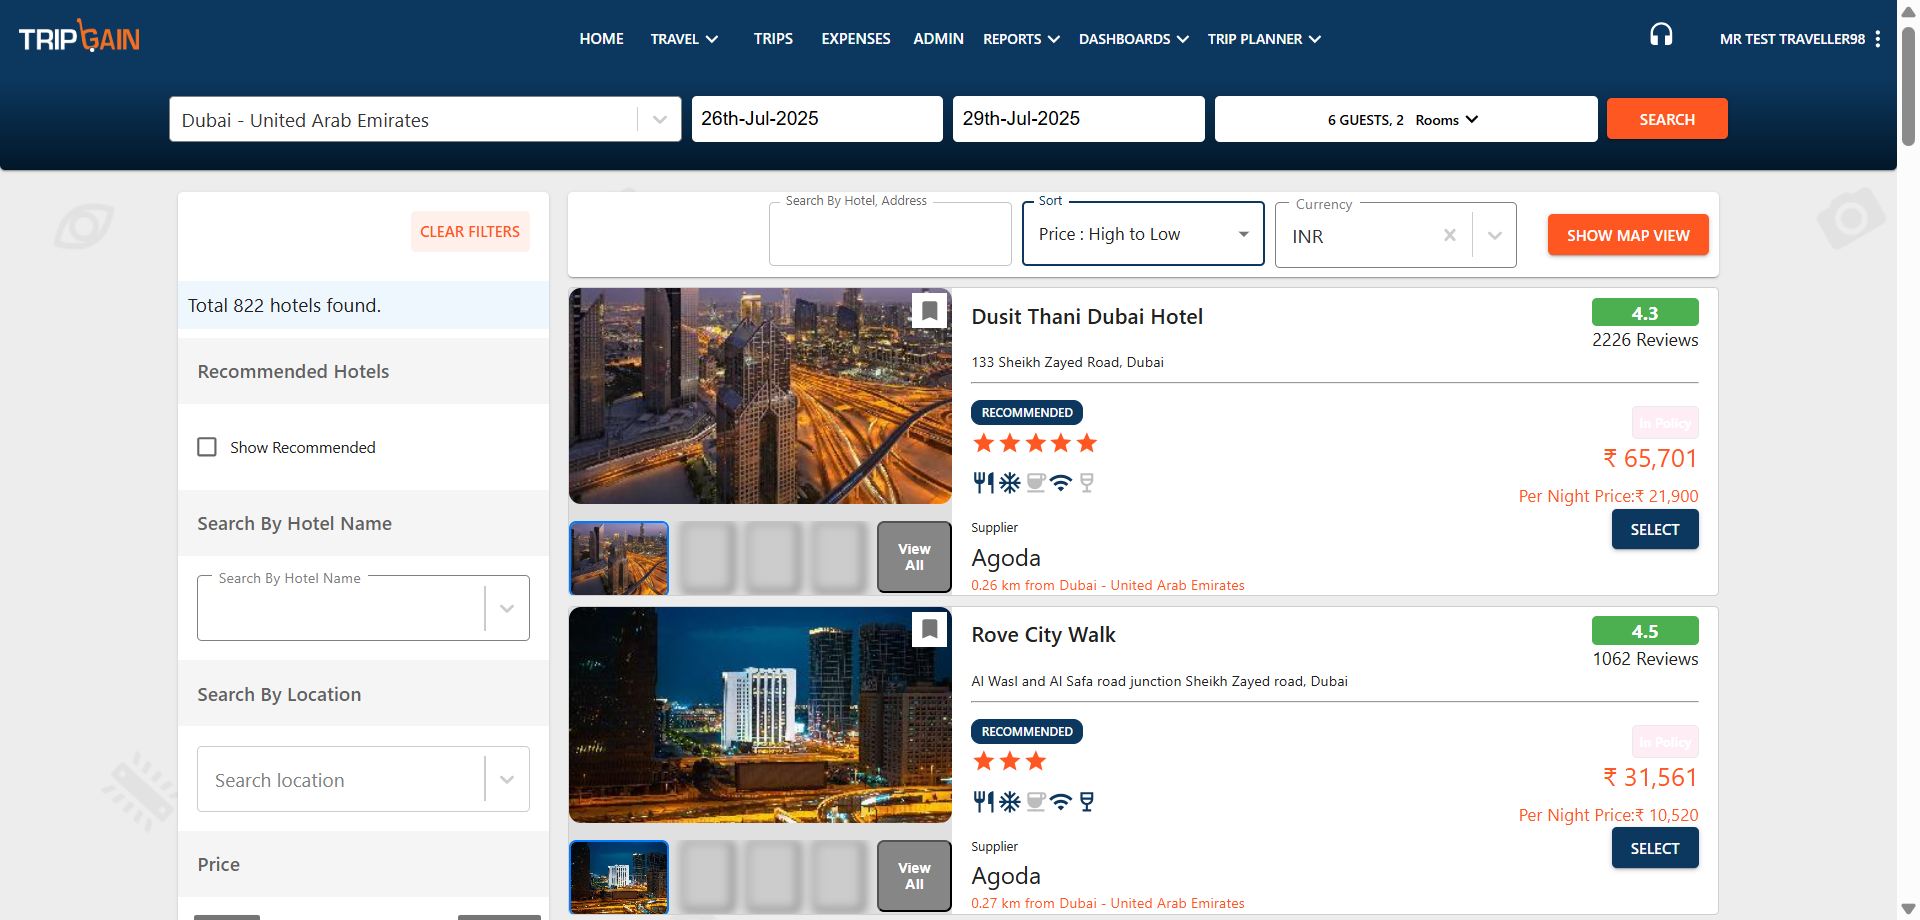 TRIPGAIN
HOME
TRAVEL
TRIPS
EXPENSES
ADMIN
REPORTS
DASHBOARDS
TRIP PLANNER
MR TEST TRAVELLER98
Dubai - United Arab Emirates
26th-Jul-2025
29th-Jul-2025
6 GUESTS, 2 Rooms
SEARCH
CLEAR FILTERS
Total 822 hotels found.
Recommended Hotels
Show Recommended
Search By Hotel Name
Search By Hotel Name
Search By Location
Search location
Price
Search By Hotel, Address
Sort
Price : High to Low
Currency
INR
SHOW MAP VIEW
Dusit Thani Dubai Hotel
4.3
2226 Reviews
133 Sheikh Zayed Road, Dubai
RECOMMENDED
In Policy
₹ 65,701
Per Night Price:₹ 21,900
SELECT
Supplier
Agoda
0.26 km from Dubai - United Arab Emirates
View
All
Rove City Walk
4.5
1062 Reviews
Al Wasl and Al Safa road junction Sheikh Zayed road, Dubai
RECOMMENDED
In Policy
₹ 31,561
Per Night Price:₹ 10,520
SELECT
Supplier
Agoda
0.27 km from Dubai - United Arab Emirates
View
All